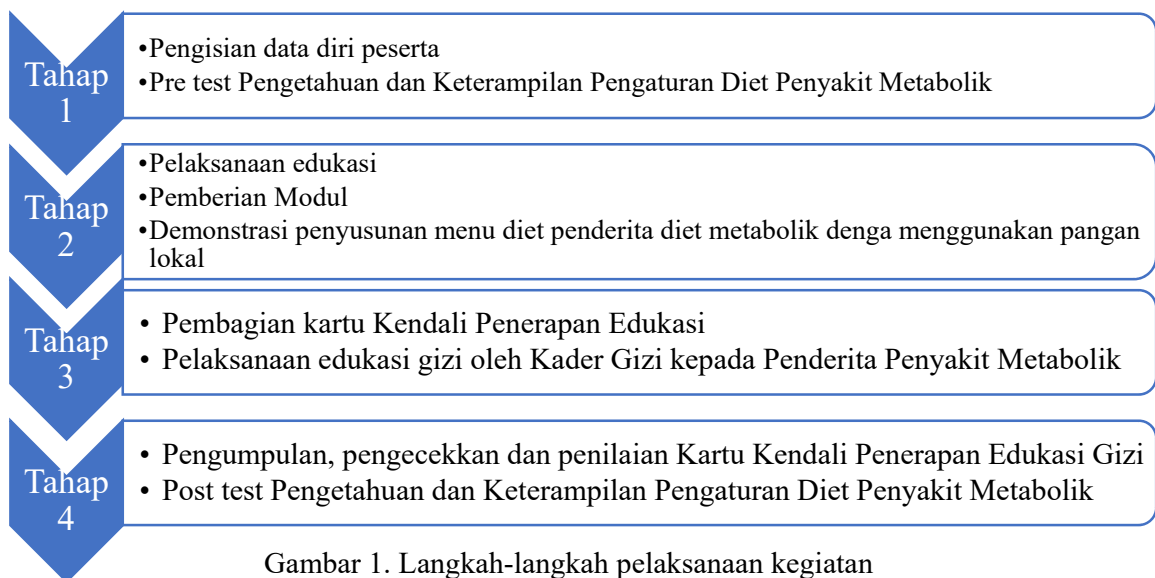 Tahap
1
•Pengisian data diri peserta
•Pre test Pengetahuan dan Keterampilan Pengaturan Diet Penyakit Metabolik
Tahap
2
•Pelaksanaan edukasi
•Pemberian Modul
•Demonstrasi penyusunan menu diet penderita diet metabolik denga menggunakan pangan
lokal
Tahap
3
• Pembagian kartu Kendali Penerapan Edukasi
• Pelaksanaan edukasi gizi oleh Kader Gizi kepada Penderita Penyakit Metabolik
Tahap
4
• Pengumpulan, pengecekkan dan penilaian Kartu Kendali Penerapan Edukasi Gizi
• Post test Pengetahuan dan Keterampilan Pengaturan Diet Penyakit Metabolik
Gambar 1. Langkah-langkah pelaksanaan kegiatan